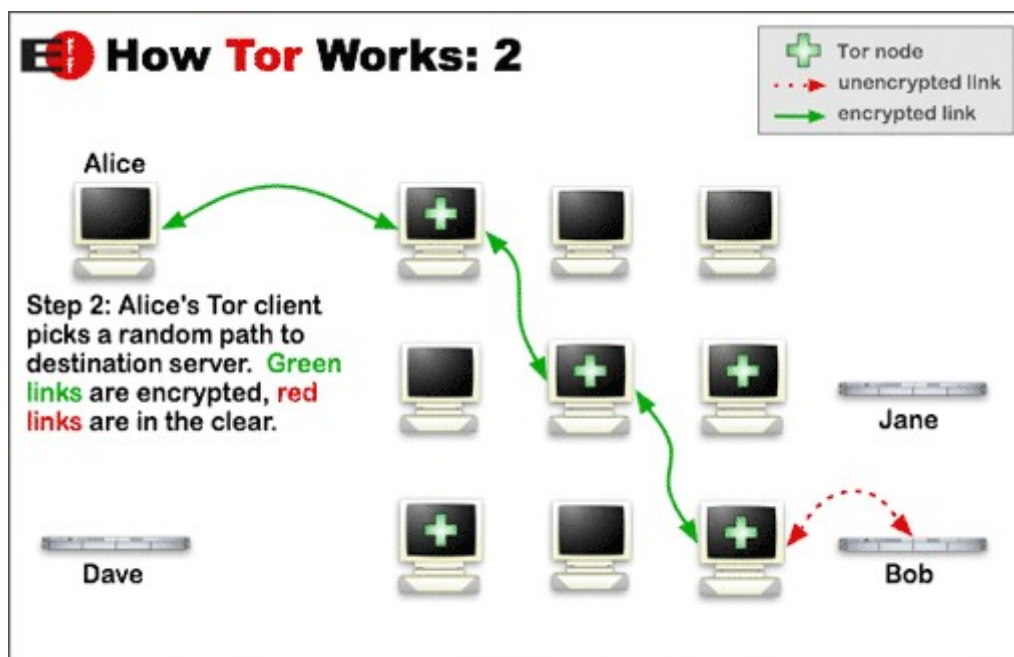 EFF How Tor Works: 2
Tor node
unencrypted link
encrypted link
Alice
Step 2: Alice's Tor client
picks a random path to
destination server. Green
links are encrypted, red
links are in the clear.
Jane
Dave
Bob